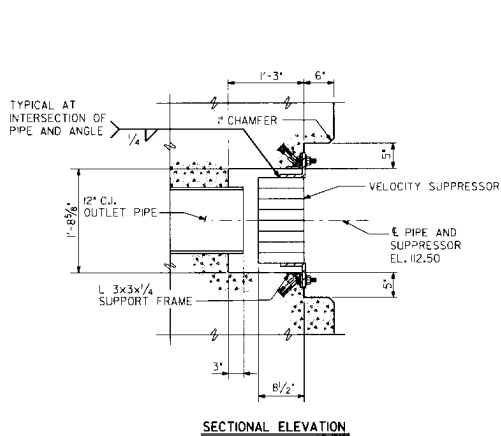 1'-3"
6"
TYPICAL AT
INTERSECTION OF
PIPE AND ANGLE
1/4
1" CHAMFER
5"
VELOCITY SUPPRESSOR
12" C.I.
OUTLET PIPE
1'-8 5/8"
℄ PIPE AND
SUPPRESSOR
EL. 112.50
L 3x3x1/4
SUPPORT FRAME
5"
3"
8 1/2"
SECTIONAL ELEVATION